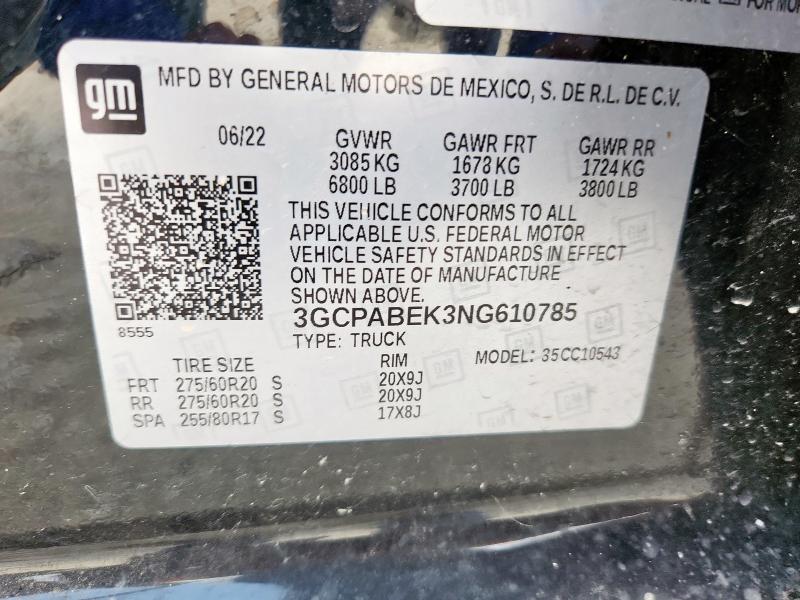 FOR MOR
gm
MFD BY GENERAL MOTORS DE MEXICO, S. DE R.L. DE C.V.
06/22 GVWR GAWR FRT GAWR RR
3085 KG 1678 KG 1724 KG
6800 LB 3700 LB 3800 LB
THIS VEHICLE CONFORMS TO ALL
APPLICABLE U.S. FEDERAL MOTOR
VEHICLE SAFETY STANDARDS IN EFFECT
ON THE DATE OF MANUFACTURE
SHOWN ABOVE.
8555
3GCPABEK3NG610785
TYPE: TRUCK MODEL: 35CC10543
TIRE SIZE RIM
FRT 275/60R20 S 20X9J
RR 275/60R20 S 20X9J
SPA 255/80R17 S 17X8J